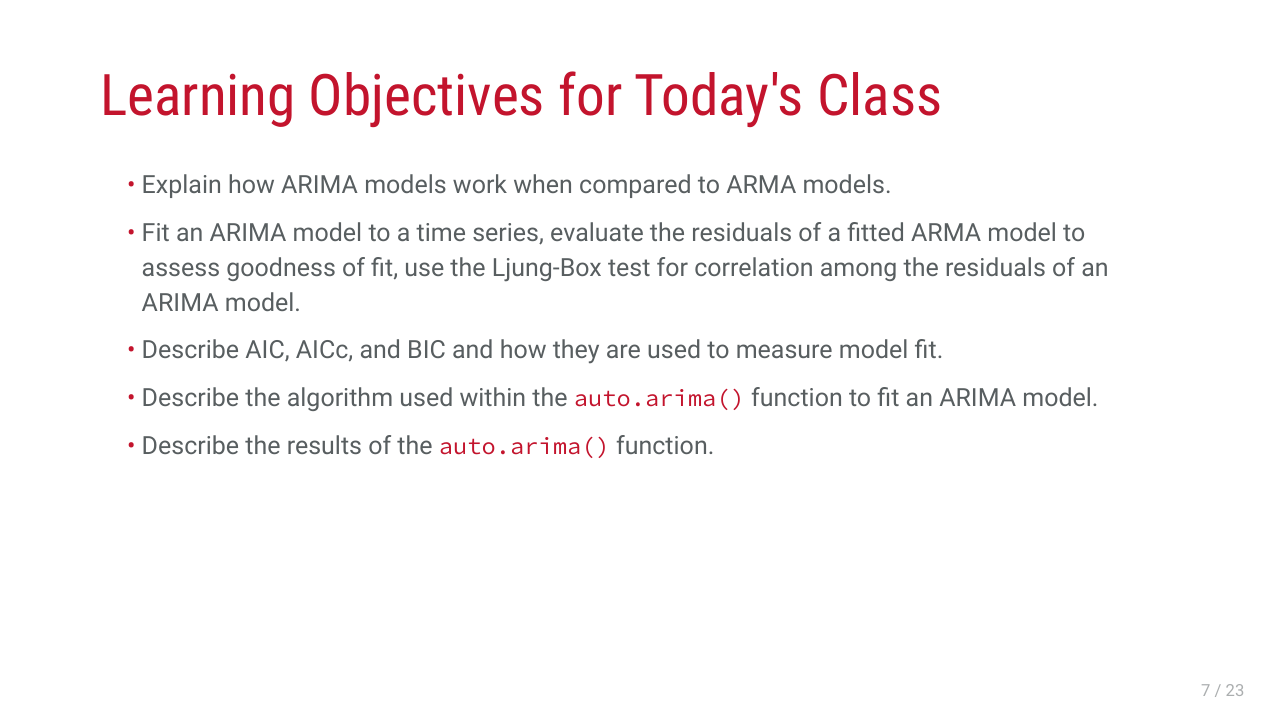 Learning Objectives for Today's Class
• Explain how ARIMA models work when compared to ARMA models.
• Fit an ARIMA model to a time series, evaluate the residuals of a fitted ARMA model to
assess goodness of fit, use the Ljung-Box test for correlation among the residuals of an
ARIMA model.
• Describe AIC, AICc, and BIC and how they are used to measure model fit.
• Describe the algorithm used within the auto.arima() function to fit an ARIMA model.
• Describe the results of the auto.arima() function.
7 / 23